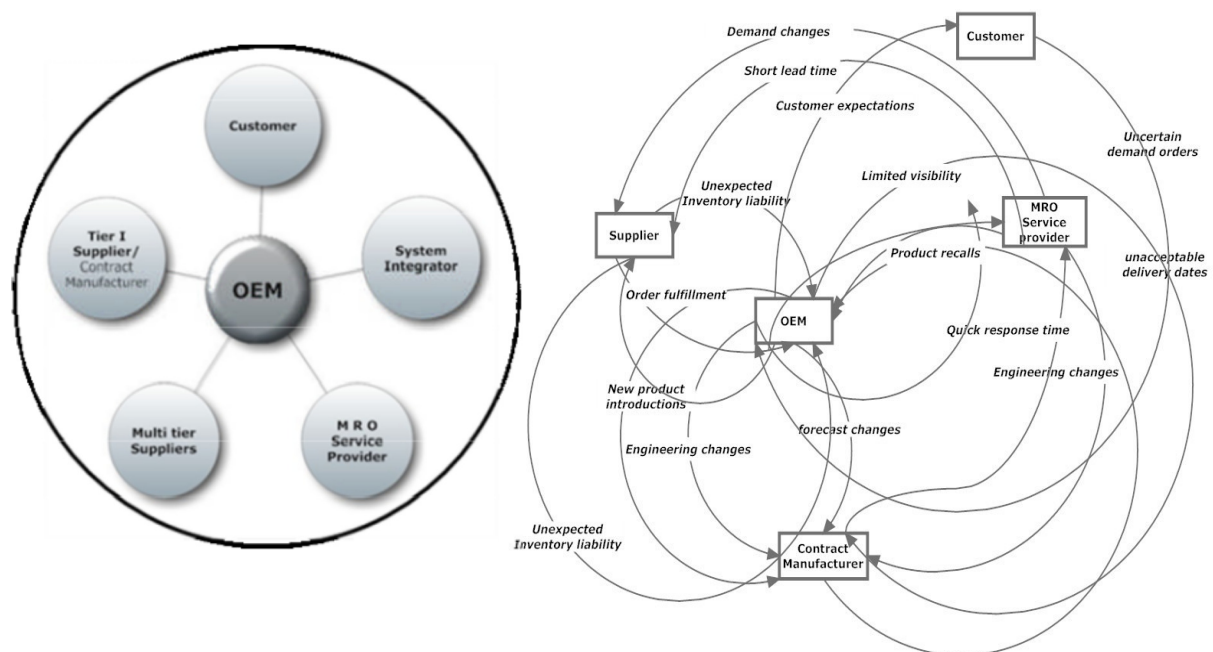 Customer
Tier I
Supplier/
Contract
Manufacturer
System
Integrator
OEM
Multi tier
Suppliers
M R O
Service
Provider
Demand changes
Customer
Short lead time
Customer expectations
Uncertain
demand orders
Limited visibility
Unexpected
Inventory liability
MRO
Service
provider
Supplier
Product recalls
unacceptable
delivery dates
Order fulfillment
OEM
Quick response time
Engineering changes
New product
introductions
forecast changes
Engineering changes
Unexpected
Inventory liability
Contract
Manufacturer